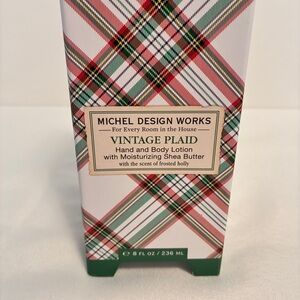 MICHEL DESIGN WORKS
For Every Room in the House
VINTAGE PLAID
Hand and Body Lotion
with Moisturizing Shea Butter
with the scent of frosted holly
℮ 8 FL OZ / 236 ML